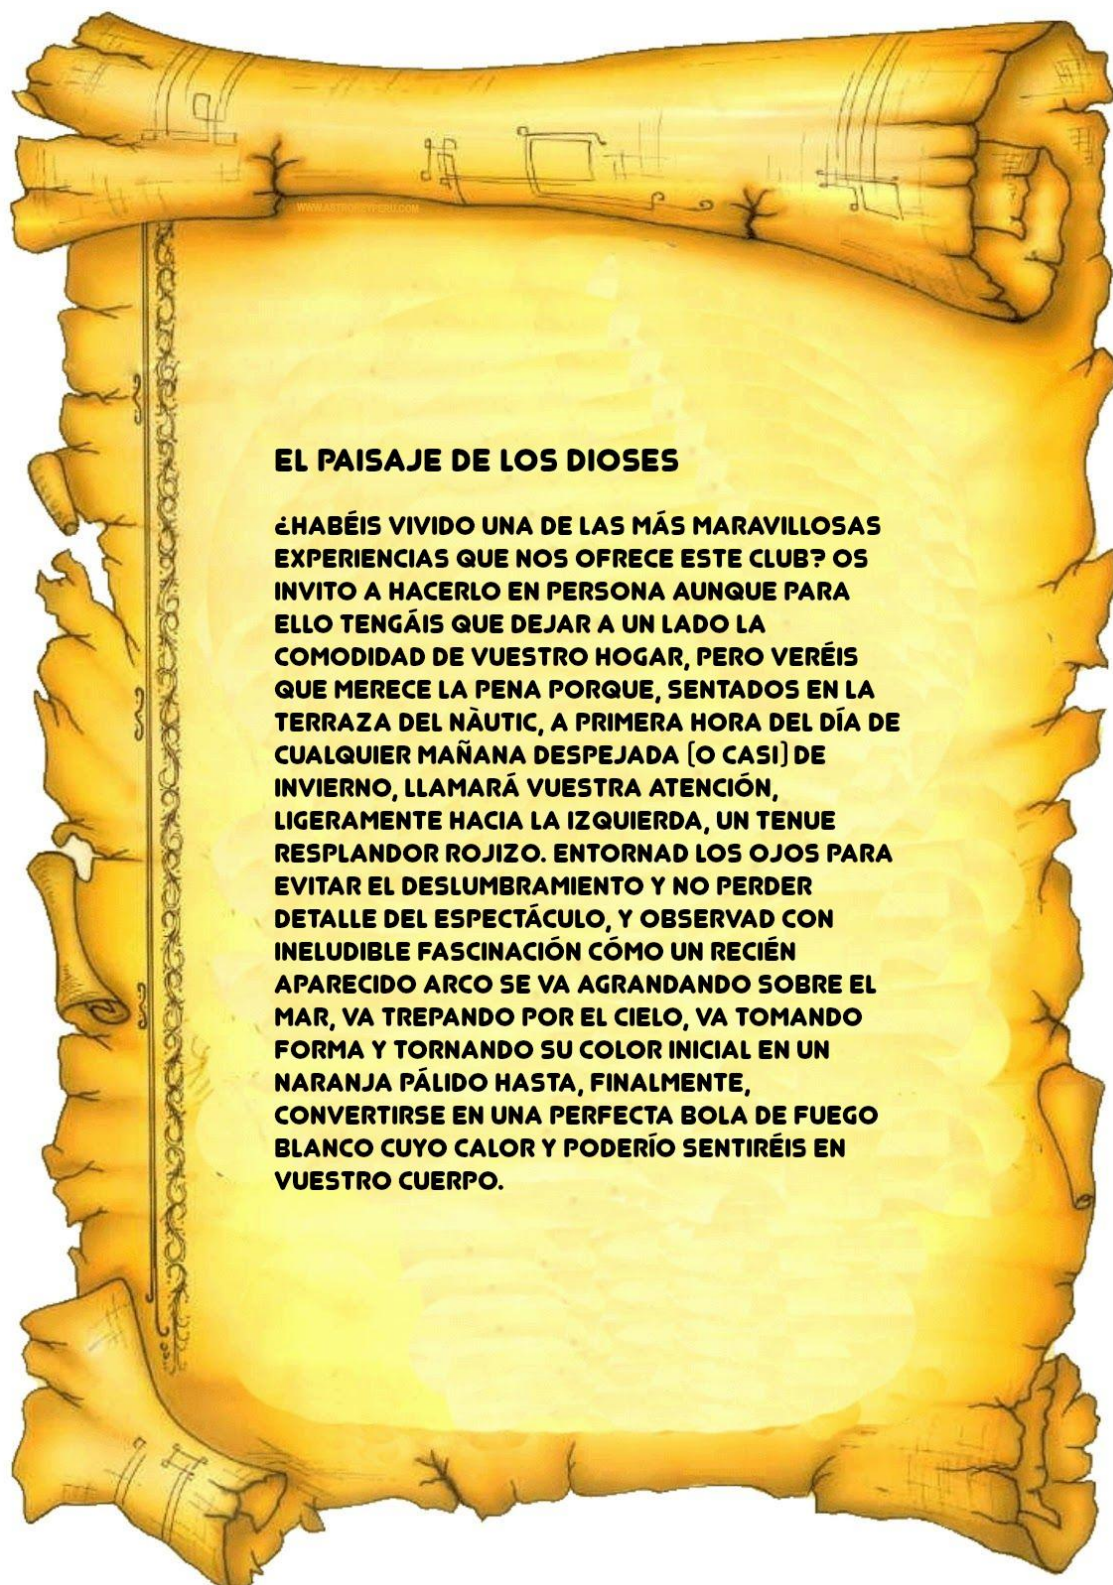 WWW.ASTROREYPERU.COM
EL PAISAJE DE LOS DIOSES
¿HABÉIS VIVIDO UNA DE LAS MÁS MARAVILLOSAS
EXPERIENCIAS QUE NOS OFRECE ESTE CLUB? OS
INVITO A HACERLO EN PERSONA AUNQUE PARA
ELLO TENGÁIS QUE DEJAR A UN LADO LA
COMODIDAD DE VUESTRO HOGAR, PERO VERÉIS
QUE MERECE LA PENA PORQUE, SENTADOS EN LA
TERRAZA DEL NÀUTIC, A PRIMERA HORA DEL DÍA DE
CUALQUIER MAÑANA DESPEJADA (O CASI) DE
INVIERNO, LLAMARÁ VUESTRA ATENCIÓN,
LIGERAMENTE HACIA LA IZQUIERDA, UN TENUE
RESPLANDOR ROJIZO. ENTORNAD LOS OJOS PARA
EVITAR EL DESLUMBRAMIENTO Y NO PERDER
DETALLE DEL ESPECTÁCULO, Y OBSERVAD CON
INELUDIBLE FASCINACIÓN CÓMO UN RECIÉN
APARECIDO ARCO SE VA AGRANDANDO SOBRE EL
MAR, VA TREPANDO POR EL CIELO, VA TOMANDO
FORMA Y TORNANDO SU COLOR INICIAL EN UN
NARANJA PÁLIDO HASTA, FINALMENTE,
CONVERTIRSE EN UNA PERFECTA BOLA DE FUEGO
BLANCO CUYO CALOR Y PODERÍO SENTIRÉIS EN
VUESTRO CUERPO.